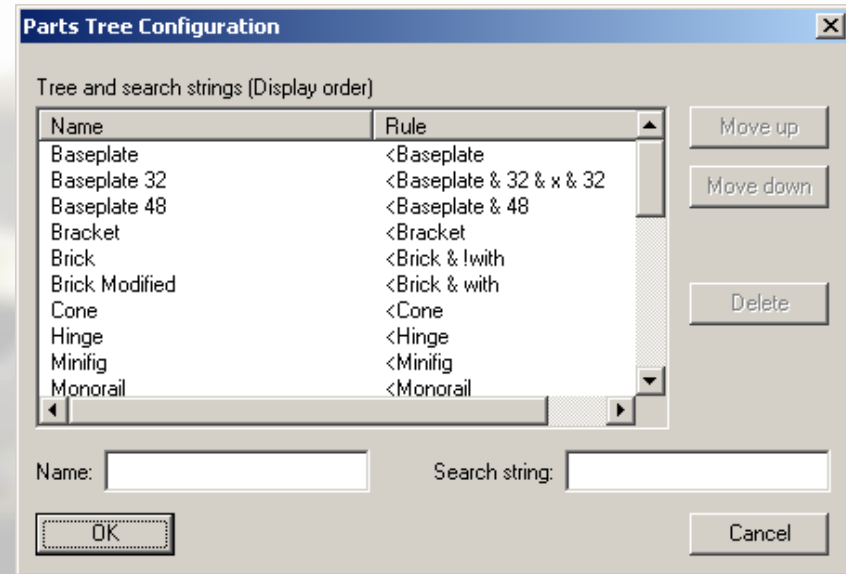 Parts Tree Configuration
Tree and search strings (Display order)
Name Rule
Baseplate <Baseplate
Baseplate 32 <Baseplate & 32 & x & 32
Baseplate 48 <Baseplate & 48
Bracket <Bracket
Brick <Brick & !with
Brick Modified <Brick & with
Cone <Cone
Hinge <Hinge
Minifig <Minifig
Monorail <Monorail
Move up
Move down
Delete
Name: Search string:
OK Cancel